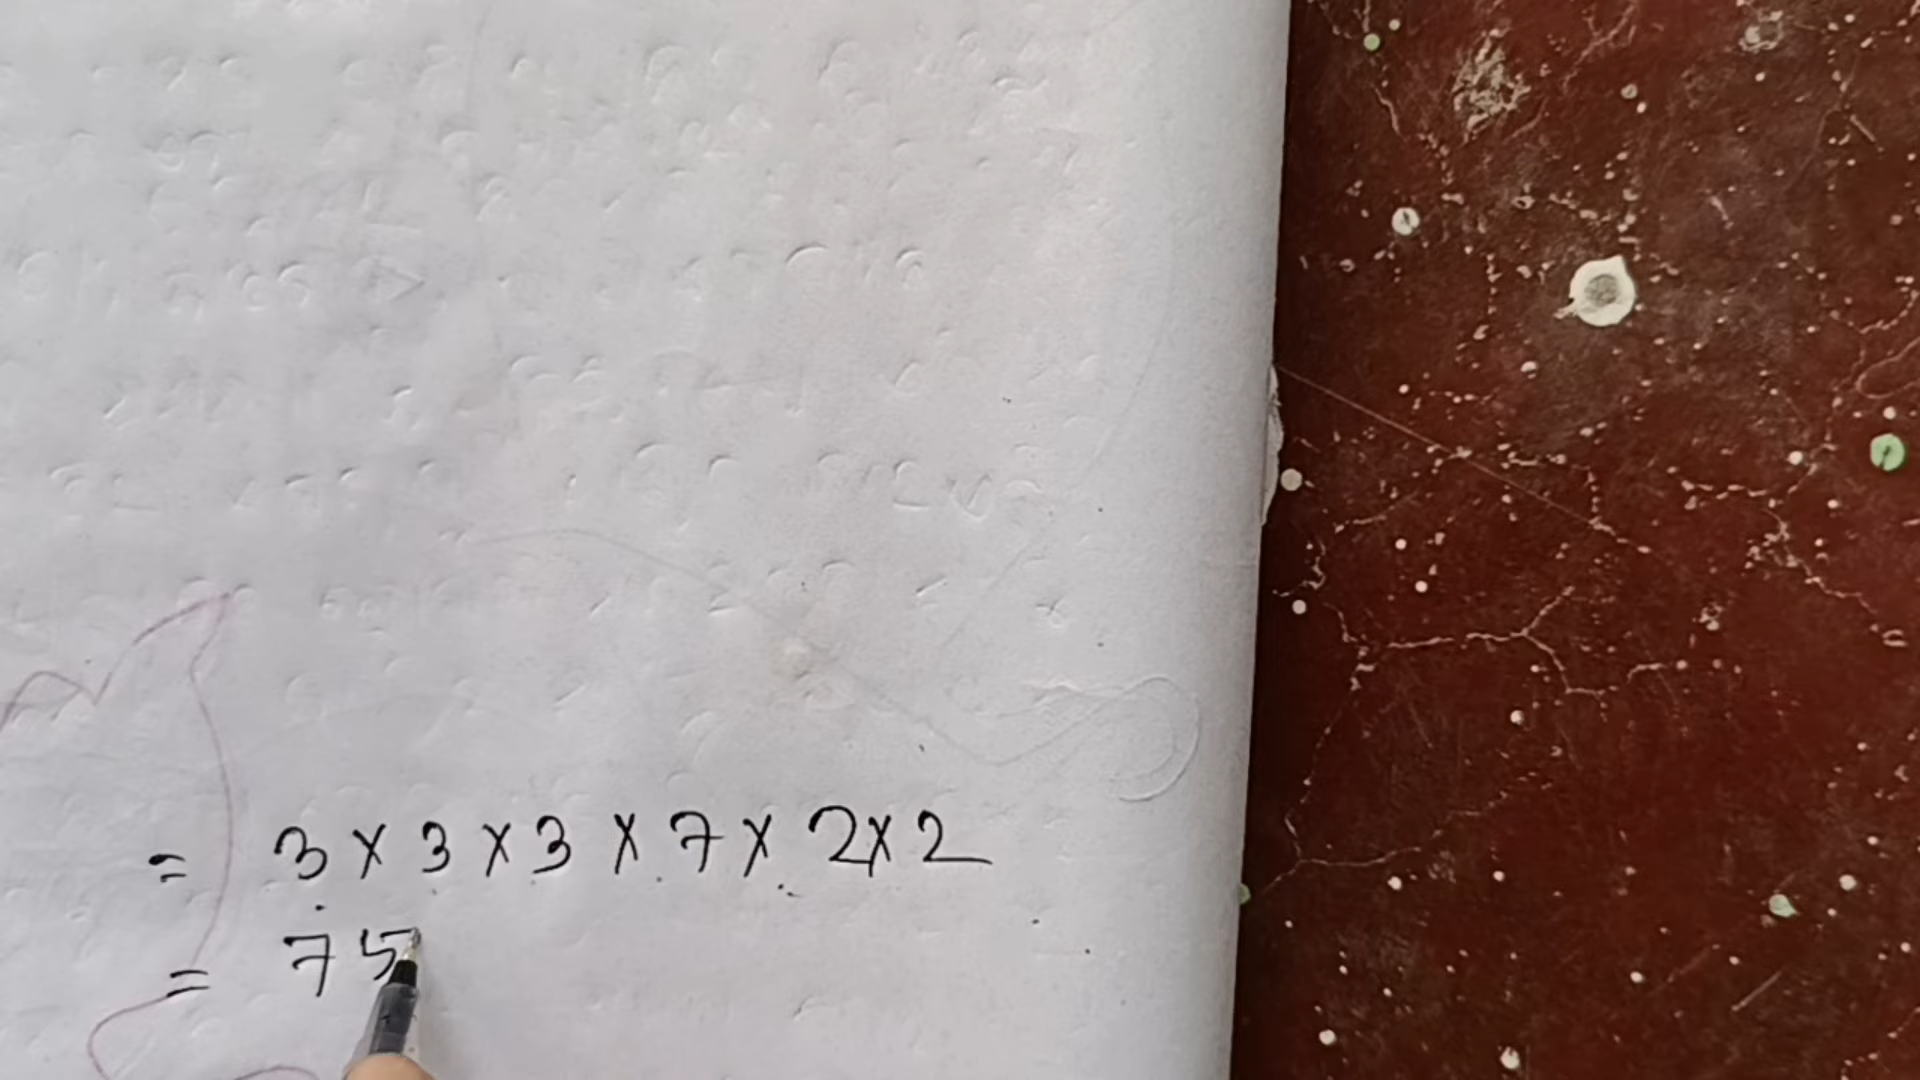 = 3 × 3 × 3 × 7 × 2 × 2
= 75